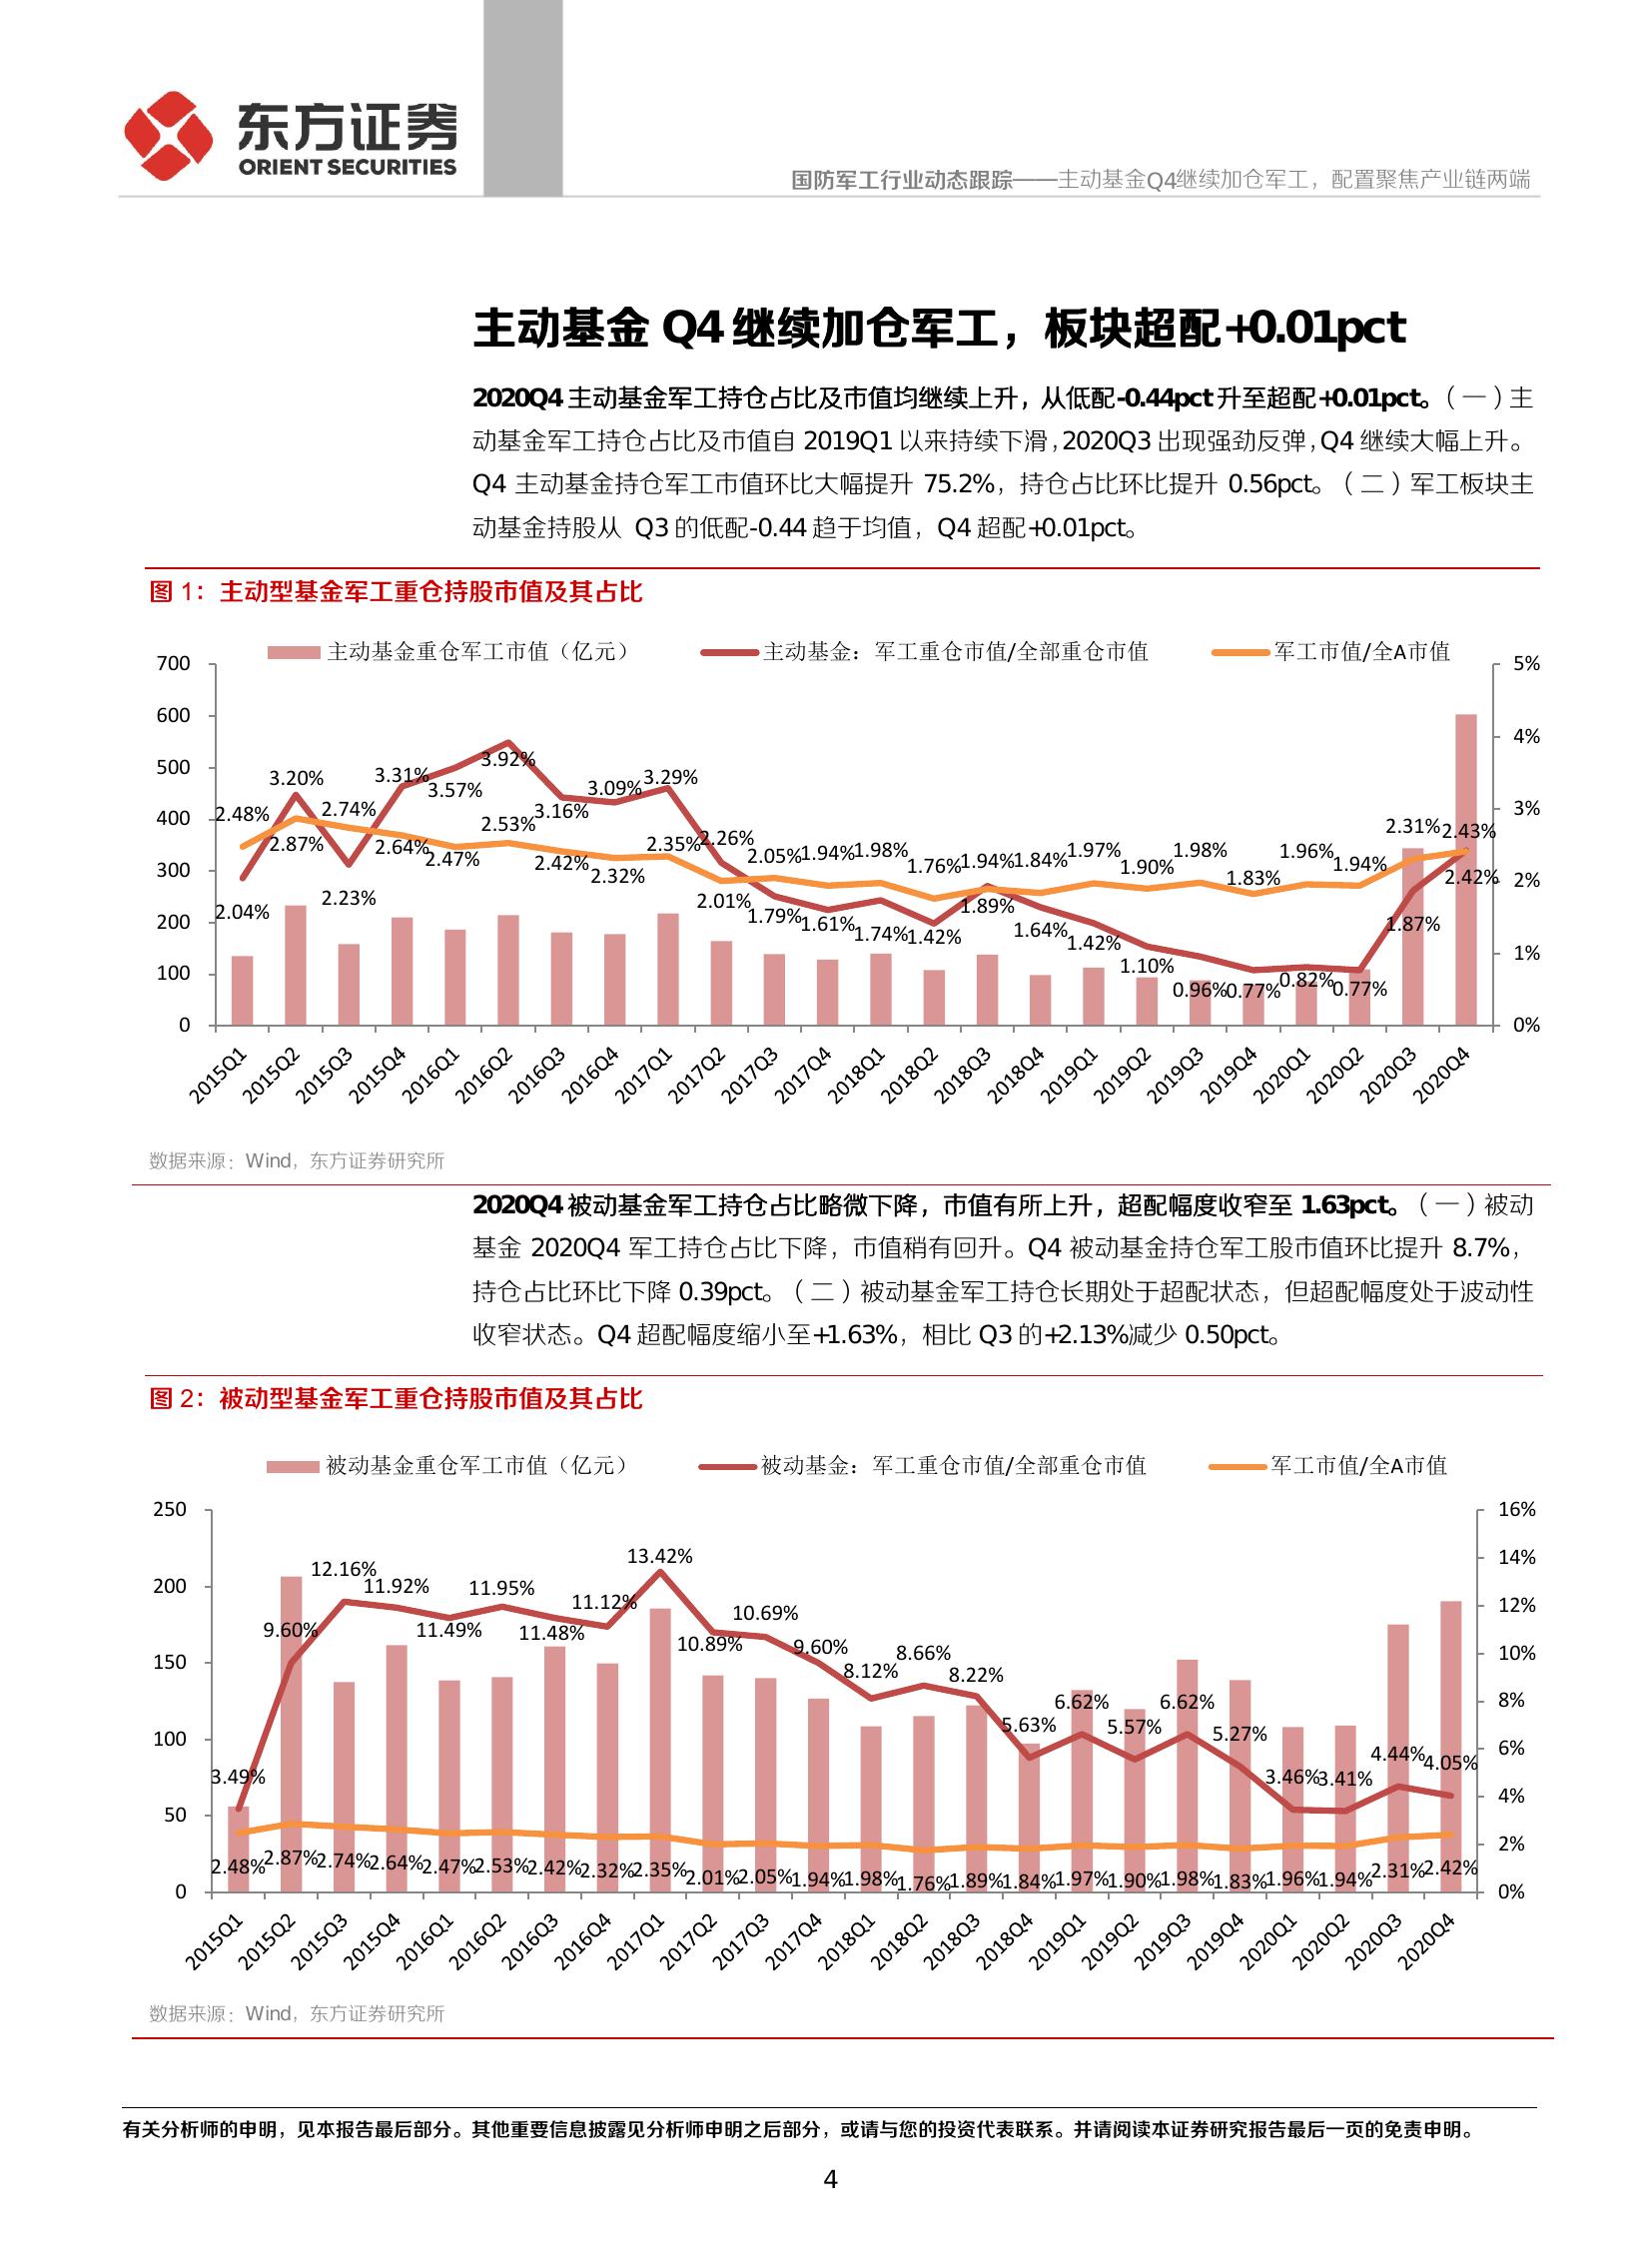 东方证券
ORIENT SECURITIES
国防军工行业动态跟踪——主动基金Q4继续加仓军工，配置聚焦产业链两端
主动基金 Q4 继续加仓军工，板块超配+0.01pct
2020Q4 主动基金军工持仓占比及市值均继续上升，从低配-0.44pct 升至超配+0.01pct。（一）主
动基金军工持仓占比及市值自 2019Q1 以来持续下滑，2020Q3 出现强劲反弹，Q4 继续大幅上升。
Q4 主动基金持仓军工市值环比大幅提升 75.2%，持仓占比环比提升 0.56pct。（二）军工板块主
动基金持股从 Q3 的低配-0.44 趋于均值，Q4 超配+0.01pct。
图 1：主动型基金军工重仓持股市值及其占比
主动基金重仓军工市值（亿元） 主动基金：军工重仓市值/全部重仓市值 军工市值/全A市值
700 600 500 400 300 200 100 0
5% 4% 3% 2% 1% 0%
2.04% 3.20% 2.23% 3.31% 3.57% 3.92% 3.16% 3.09% 3.29% 2.26% 1.79% 1.61% 1.74% 1.42% 1.94% 1.64% 1.42% 1.10% 0.96% 0.77% 0.82% 0.77% 1.87% 2.43%
2.48% 2.87% 2.74% 2.64% 2.47% 2.53% 2.42% 2.32% 2.35% 2.01% 2.05% 1.94% 1.98% 1.76% 1.89% 1.84% 1.97% 1.90% 1.98% 1.83% 1.96% 1.94% 2.31% 2.42%
2015Q1 2015Q2 2015Q3 2015Q4 2016Q1 2016Q2 2016Q3 2016Q4 2017Q1 2017Q2 2017Q3 2017Q4 2018Q1 2018Q2 2018Q3 2018Q4 2019Q1 2019Q2 2019Q3 2019Q4 2020Q1 2020Q2 2020Q3 2020Q4
数据来源：Wind，东方证券研究所
2020Q4 被动基金军工持仓占比略微下降，市值有所上升，超配幅度收窄至 1.63pct。（一）被动
基金 2020Q4 军工持仓占比下降，市值稍有回升。Q4 被动基金持仓军工股市值环比提升 8.7%，
持仓占比环比下降 0.39pct。（二）被动基金军工持仓长期处于超配状态，但超配幅度处于波动性
收窄状态。Q4 超配幅度缩小至+1.63%，相比 Q3 的+2.13%减少 0.50pct。
图 2：被动型基金军工重仓持股市值及其占比
被动基金重仓军工市值（亿元） 被动基金：军工重仓市值/全部重仓市值 军工市值/全A市值
250 200 150 100 50 0
16% 14% 12% 10% 8% 6% 4% 2% 0%
3.49% 9.60% 12.16% 11.92% 11.49% 11.95% 11.48% 11.12% 13.42% 10.89% 10.69% 9.60% 8.12% 8.66% 8.22% 5.63% 6.62% 5.57% 6.62% 5.27% 3.46% 3.41% 4.44% 4.05%
2.48% 2.87% 2.74% 2.64% 2.47% 2.53% 2.42% 2.32% 2.35% 2.01% 2.05% 1.94% 1.98% 1.76% 1.89% 1.84% 1.97% 1.90% 1.98% 1.83% 1.96% 1.94% 2.31% 2.42%
2015Q1 2015Q2 2015Q3 2015Q4 2016Q1 2016Q2 2016Q3 2016Q4 2017Q1 2017Q2 2017Q3 2017Q4 2018Q1 2018Q2 2018Q3 2018Q4 2019Q1 2019Q2 2019Q3 2019Q4 2020Q1 2020Q2 2020Q3 2020Q4
数据来源：Wind，东方证券研究所
有关分析师的申明，见本报告最后部分。其他重要信息披露见分析师申明之后部分，或请与您的投资代表联系。并请阅读本证券研究报告最后一页的免责申明。
4